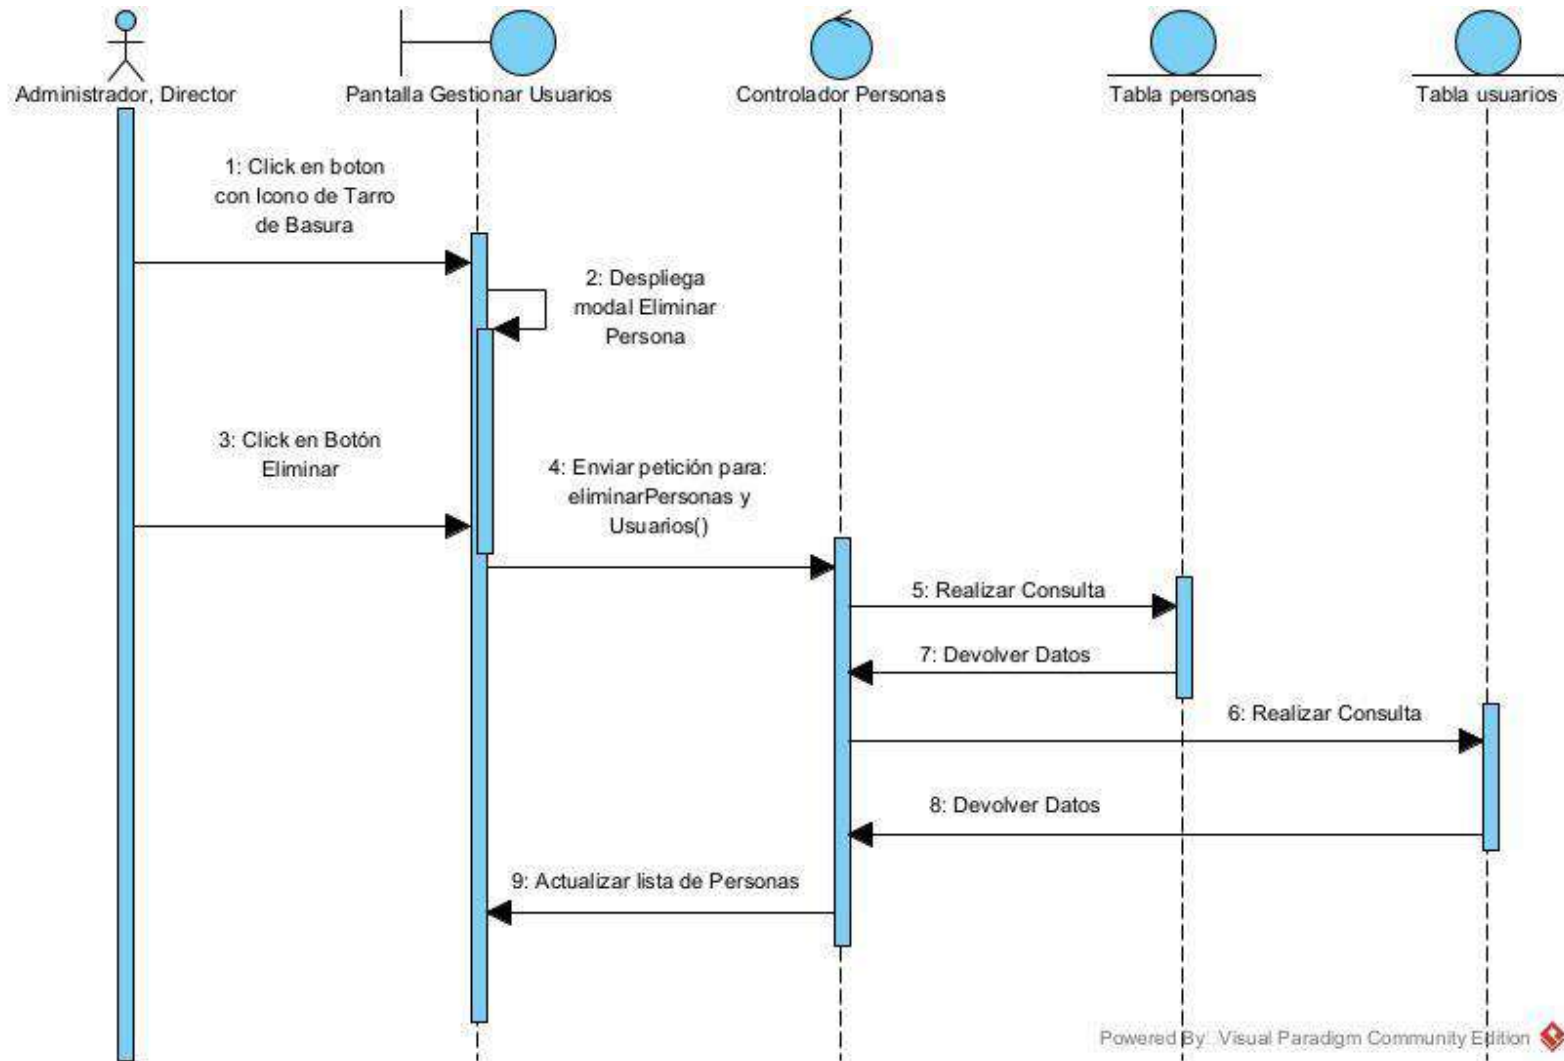 Administrador, Director
Pantalla Gestionar Usuarios
Controlador Personas
Tabla personas
Tabla usuarios
1: Click en boton
con Icono de Tarro
de Basura
2: Despliega
modal Eliminar
Persona
3: Click en Botón
Eliminar
4: Enviar petición para:
eliminarPersonas y
Usuarios()
5: Realizar Consulta
7: Devolver Datos
6: Realizar Consulta
8: Devolver Datos
9: Actualizar lista de Personas
Powered By: Visual Paradigm Community Edition